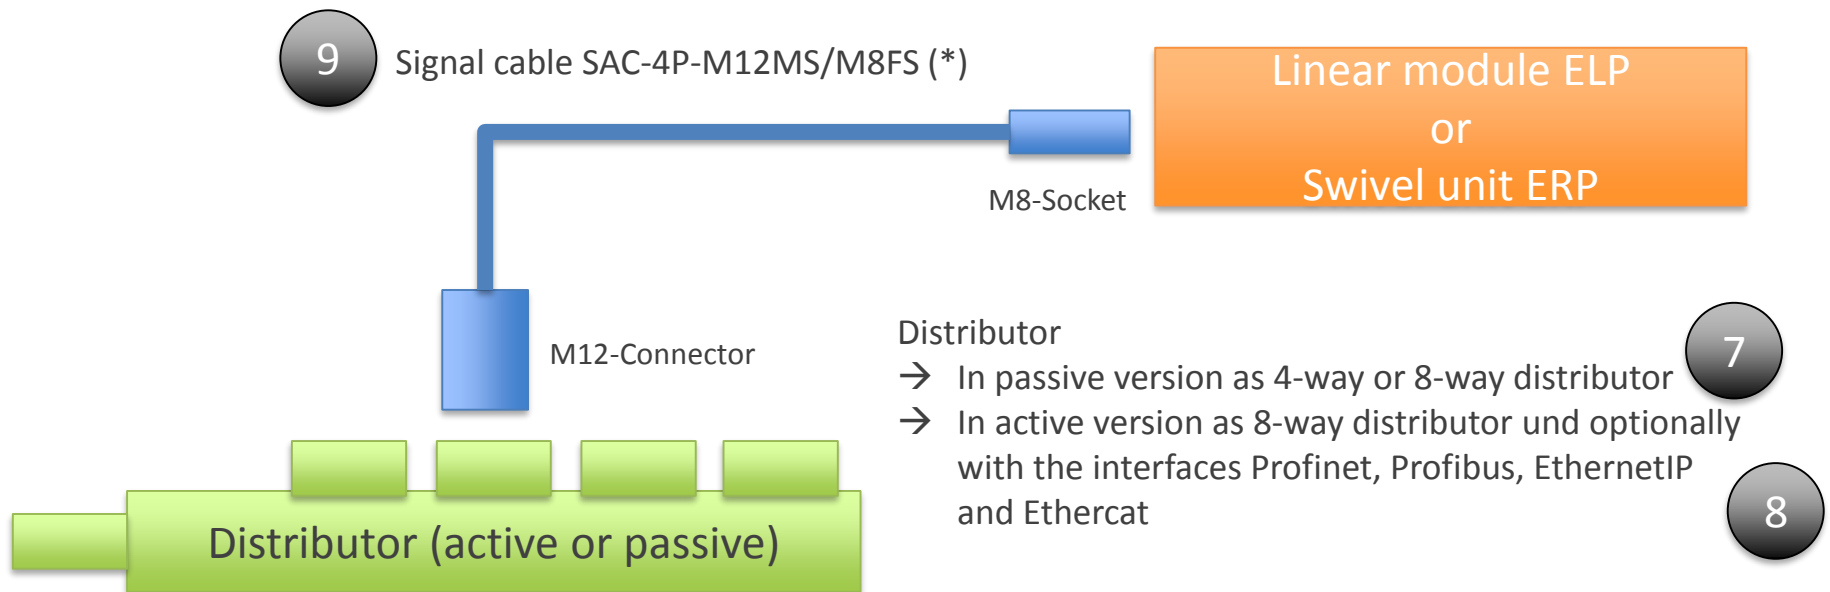 9
Signal cable SAC-4P-M12MS/M8FS (*)
Linear module ELP
or
Swivel unit ERP
M8-Socket
M12-Connector
Distributor
7
→ In passive version as 4-way or 8-way distributor
→ In active version as 8-way distributor und optionally
with the interfaces Profinet, Profibus, EthernetIP
and Ethercat
8
Distributor (active or passive)